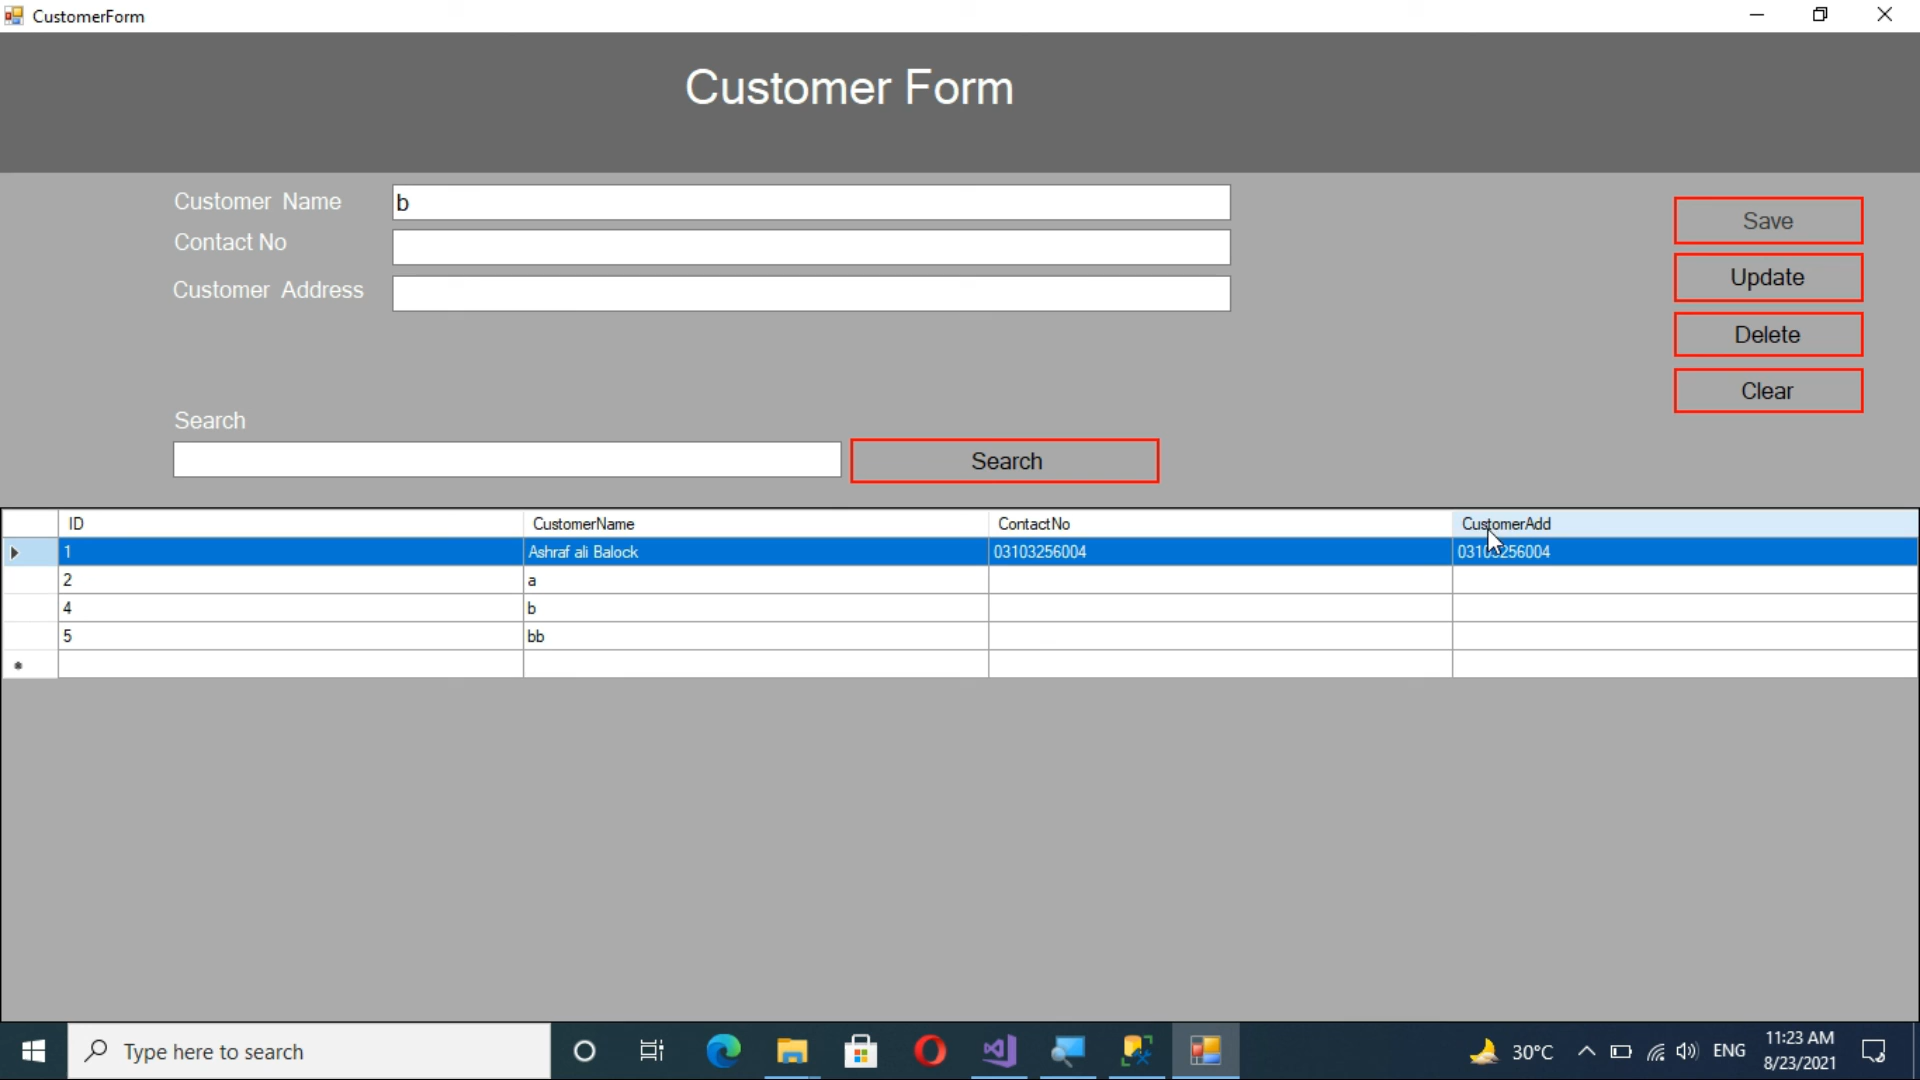 CustomerForm
Customer Form
Customer Name b
Contact No
Customer Address
Save
Update
Delete
Clear
Search
Search
ID CustomerName ContactNo CustomerAdd
1 Ashraf ali Balock 03103256004 03103256004
2 a
4 b
5 bb
Type here to search
30°C ENG 11:23 AM
8/23/2021